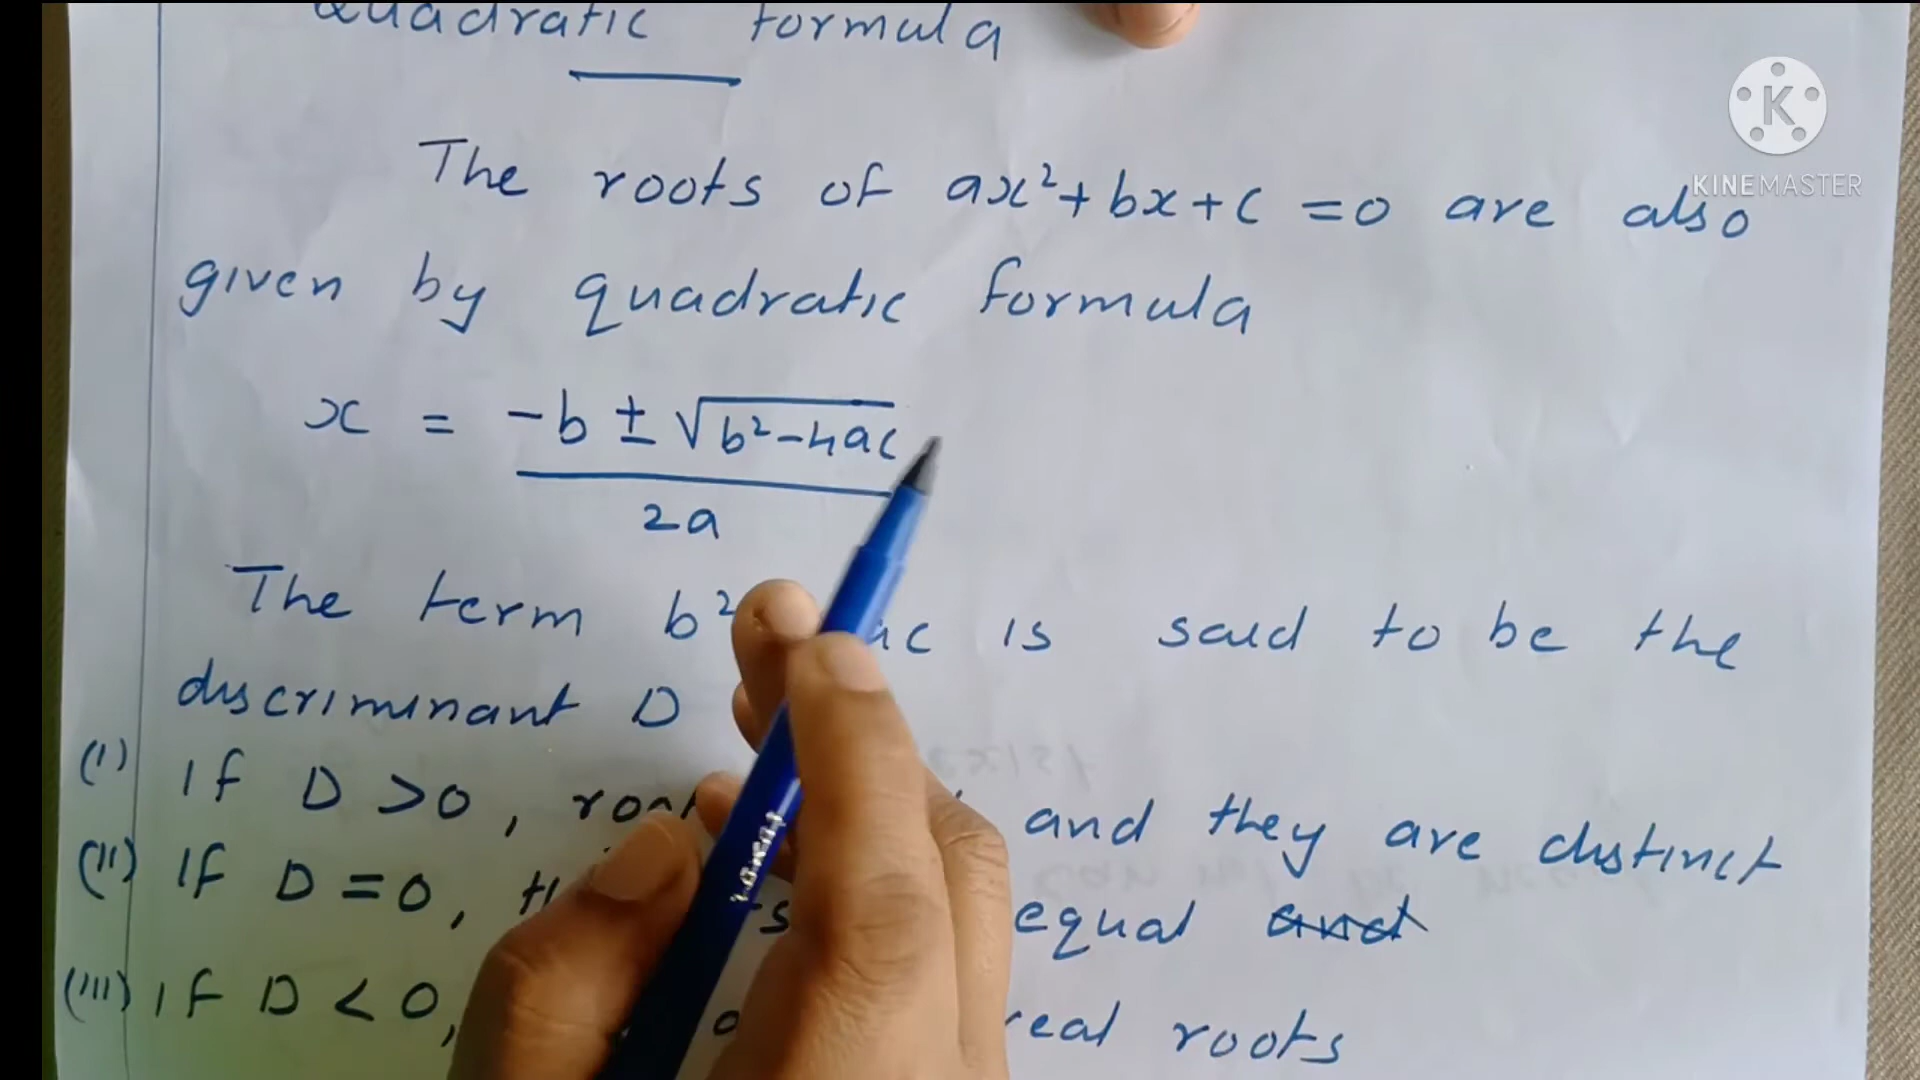 Quadratic formula
K
KINEMASTER
The roots of ax²+bx+c =0 are also
given by quadratic formula
x = -b ± √b²-4ac
2a
The term b² ac is said to be the
discriminant D
(i) If D >0, and they are distinct
(ii) If D =0, equal and
(iii) If D < 0, real roots